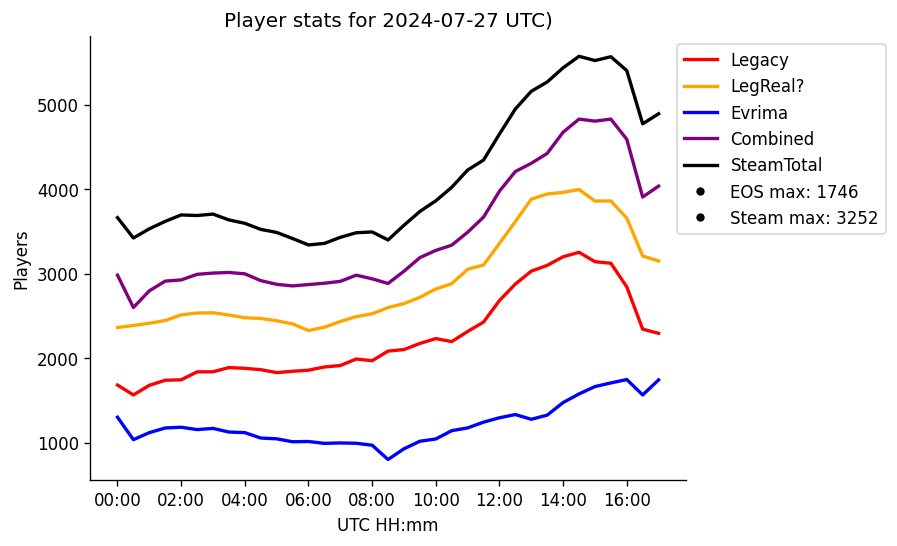 Player stats for 2024-07-27 UTC)
Legacy
LegReal?
Evrima
Combined
SteamTotal
EOS max: 1746
Steam max: 3252
Players
5000
4000
3000
2000
1000
00:00 02:00 04:00 06:00 08:00 10:00 12:00 14:00 16:00
UTC HH:mm